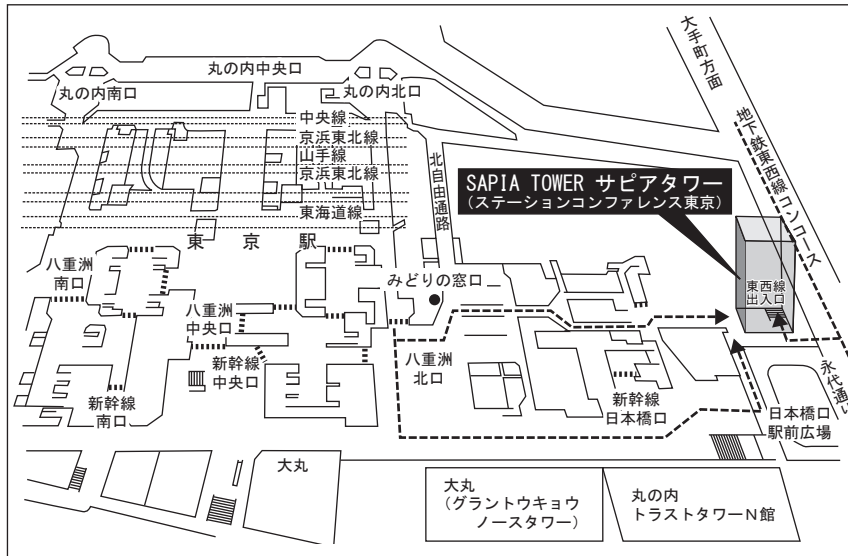 丸の内中央口
丸の内南口
丸の内北口
大手町方面
地下鉄東西線コンコース
中央線
京浜東北線
山手線
京浜東北線
東海道線
北自由通路
SAPIA TOWER サピアタワー
(ステーションコンファレンス東京)
東京駅
八重洲
南口
みどりの窓口
東西線
出入口
八重洲
中央口
新幹線
中央口
八重洲
北口
新幹線
南口
新幹線
日本橋口
永代通り
日本橋口
駅前広場
大丸
大丸
(グラントウキョウ
ノースタワー)
丸の内
トラストタワーN館